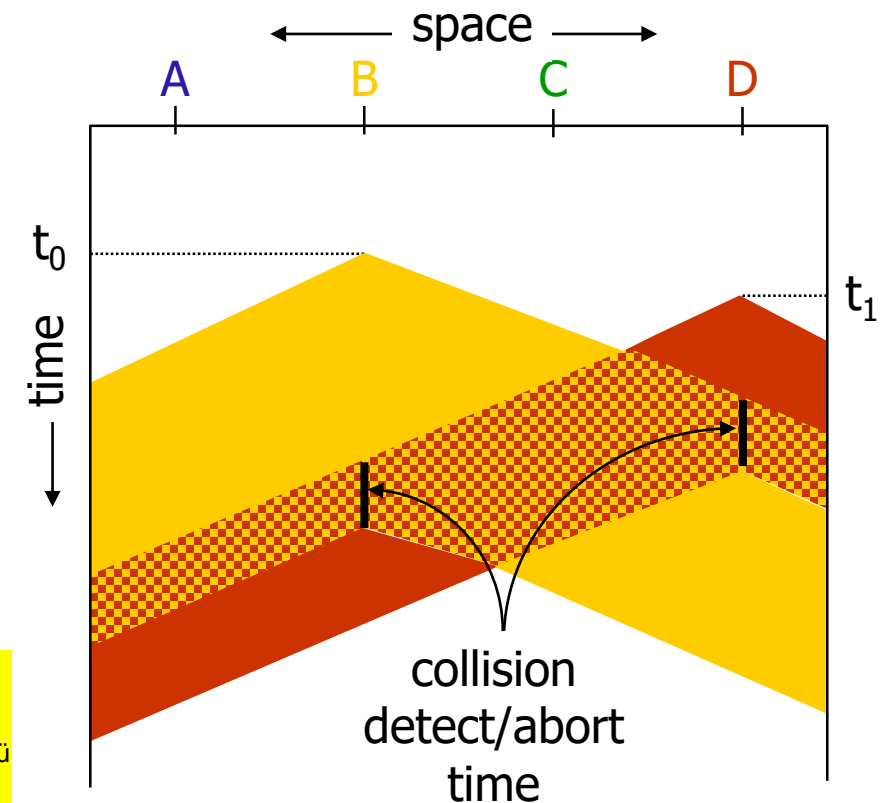 space
A B C D
t₀
t₁
time
collision
detect/abort
time
ü